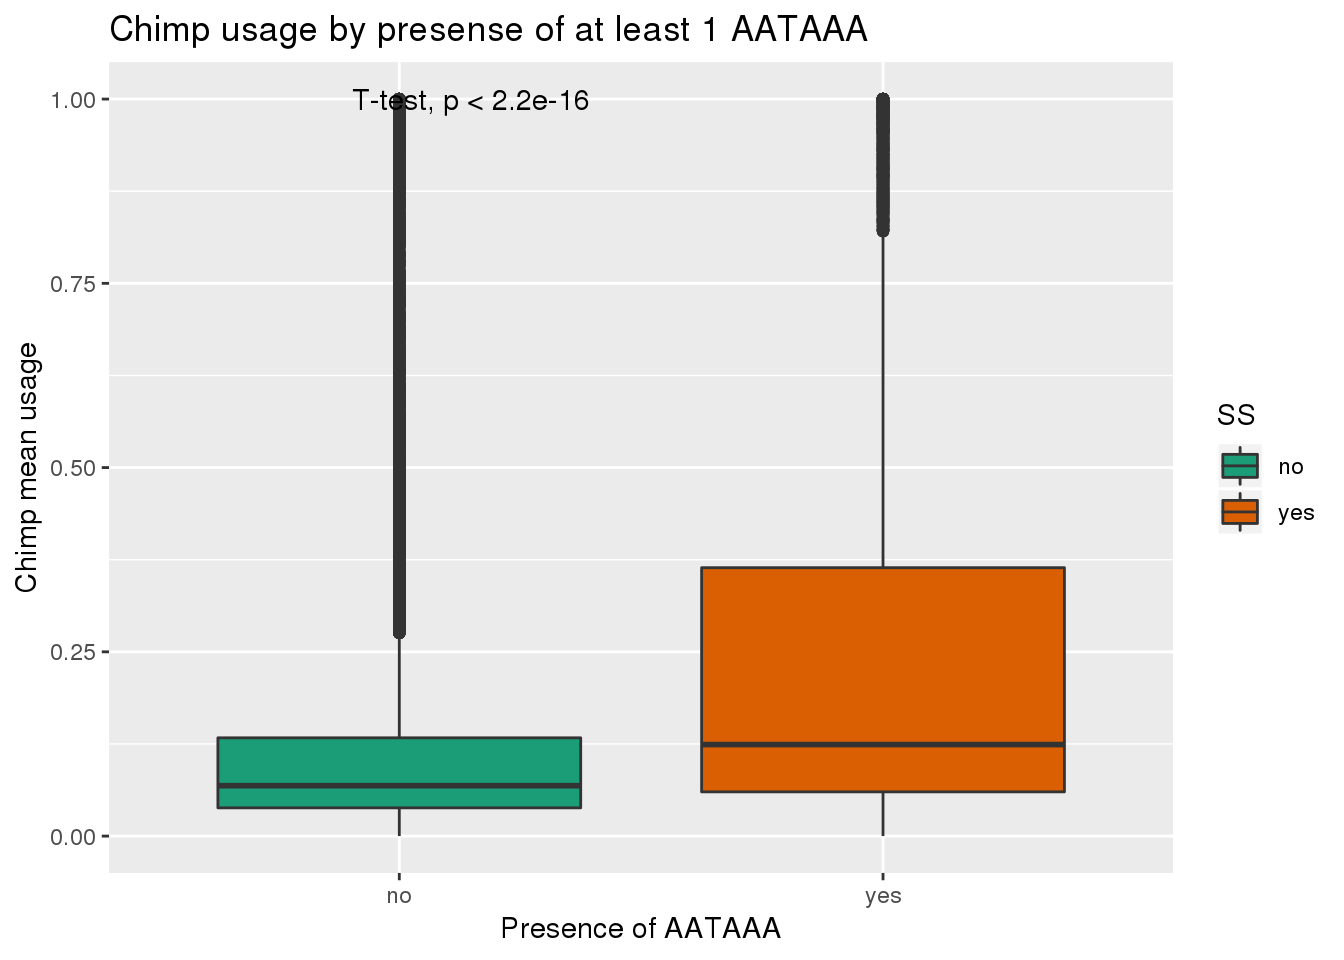 Chimp usage by presense of at least 1 AATAAA
T-test, p < 2.2e-16
1.00
0.75
0.50
0.25
0.00
Chimp mean usage
no
yes
Presence of AATAAA
SS
no
yes